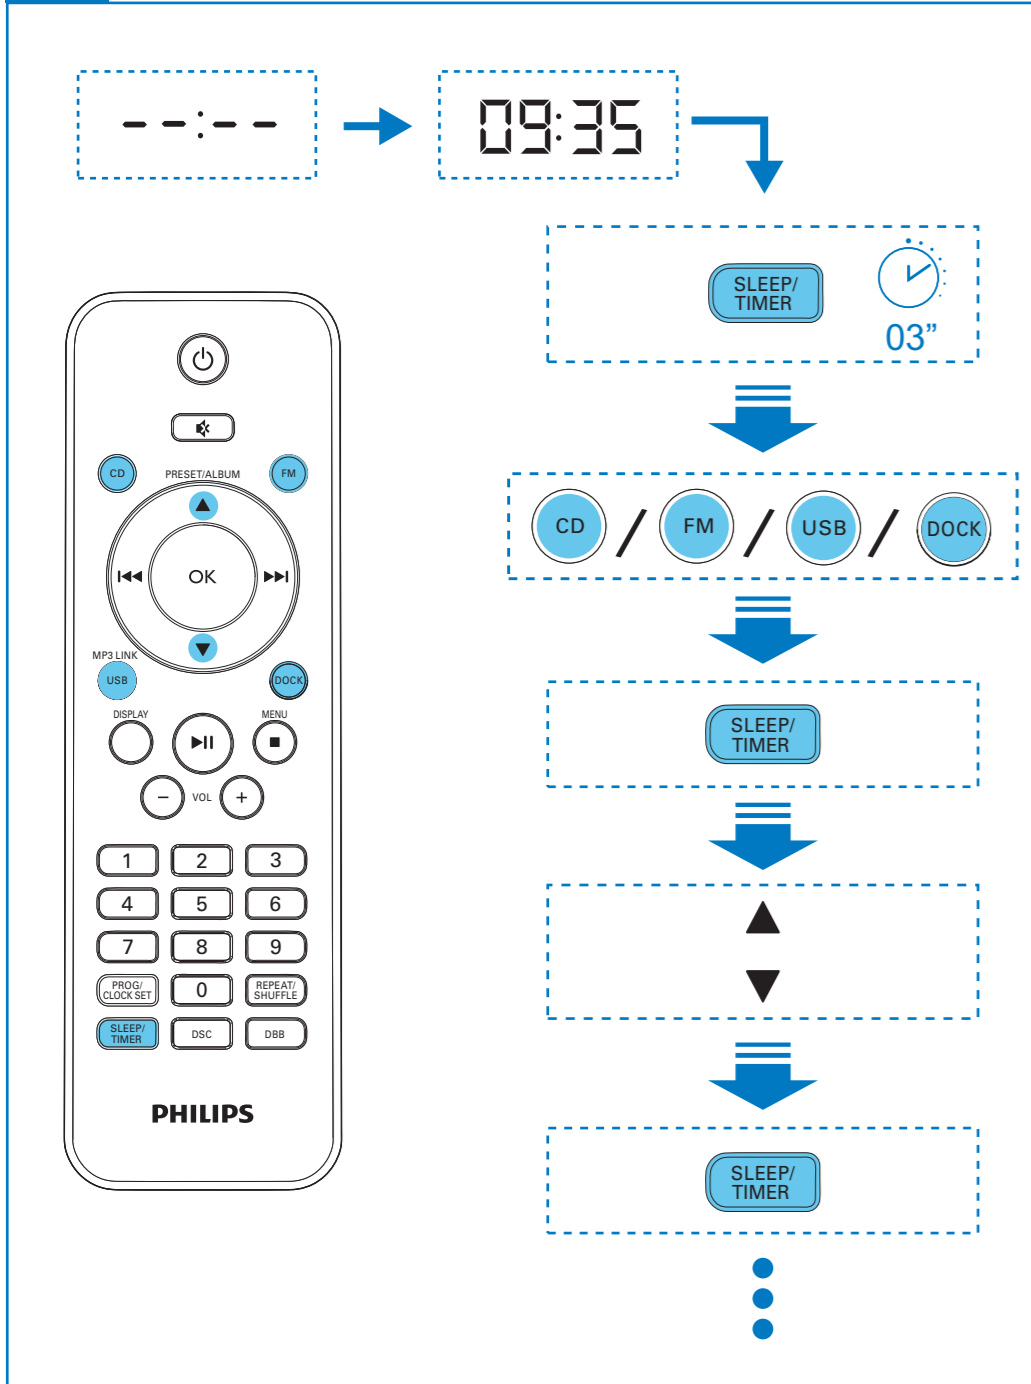 --:--
09:35
SLEEP/
TIMER
03”
CD / FM / USB / DOCK
SLEEP/
TIMER
SLEEP/
TIMER
CD
PRESET/ALBUM
FM
OK
MP3 LINK
USB
DOCK
DISPLAY
MENU
− VOL +
1 2 3
4 5 6
7 8 9
PROG/
CLOCK SET
0
REPEAT/
SHUFFLE
SLEEP/
TIMER
DSC
DBB
PHILIPS